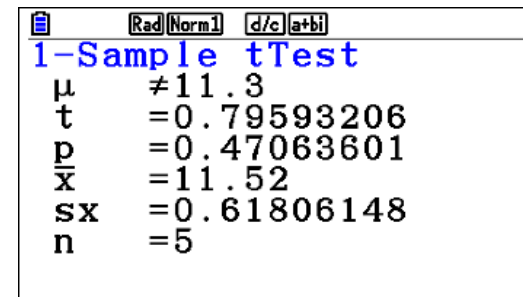 Rad Norm1 d/c a+bi
1-Sample tTest
μ ≠11.3
t =0.79593206
p =0.47063601
x̄ =11.52
sx =0.61806148
n =5